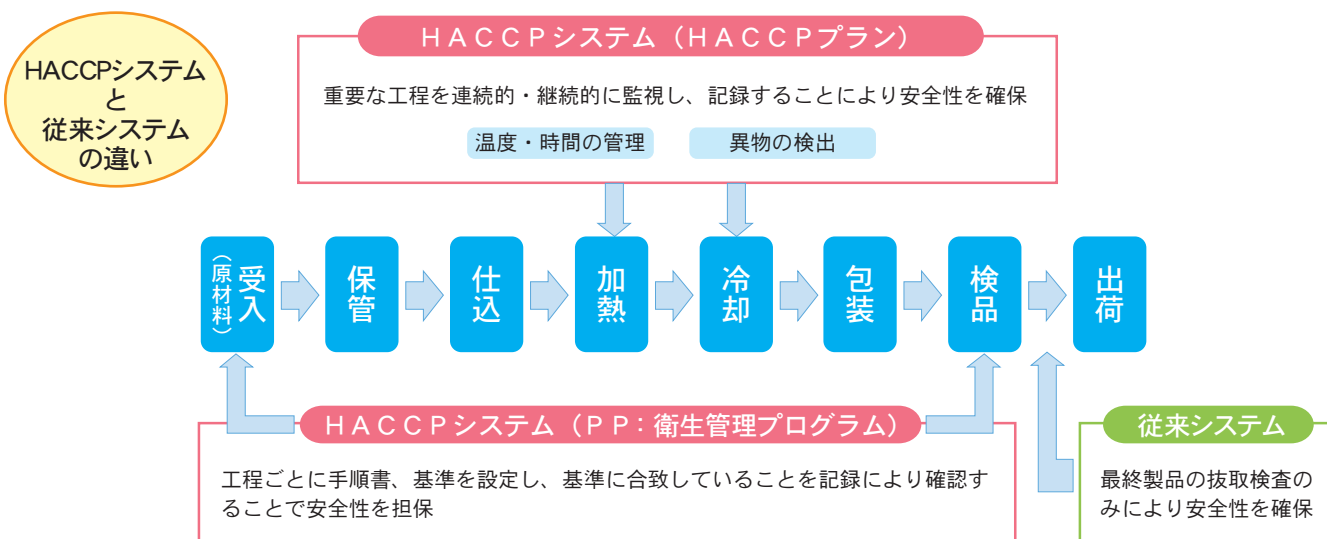 HACCPシステム
と
従来システム
の違い
HACCPシステム（HACCPプラン）
重要な工程を連続的・継続的に監視し、記録することにより安全性を確保
温度・時間の管理
異物の検出
受入
（原材料）
保管
仕込
加熱
冷却
包装
検品
出荷
HACCPシステム（PP：衛生管理プログラム）
工程ごとに手順書、基準を設定し、基準に合致していることを記録により確認す
ることで安全性を担保
従来システム
最終製品の抜取検査の
みにより安全性を確保